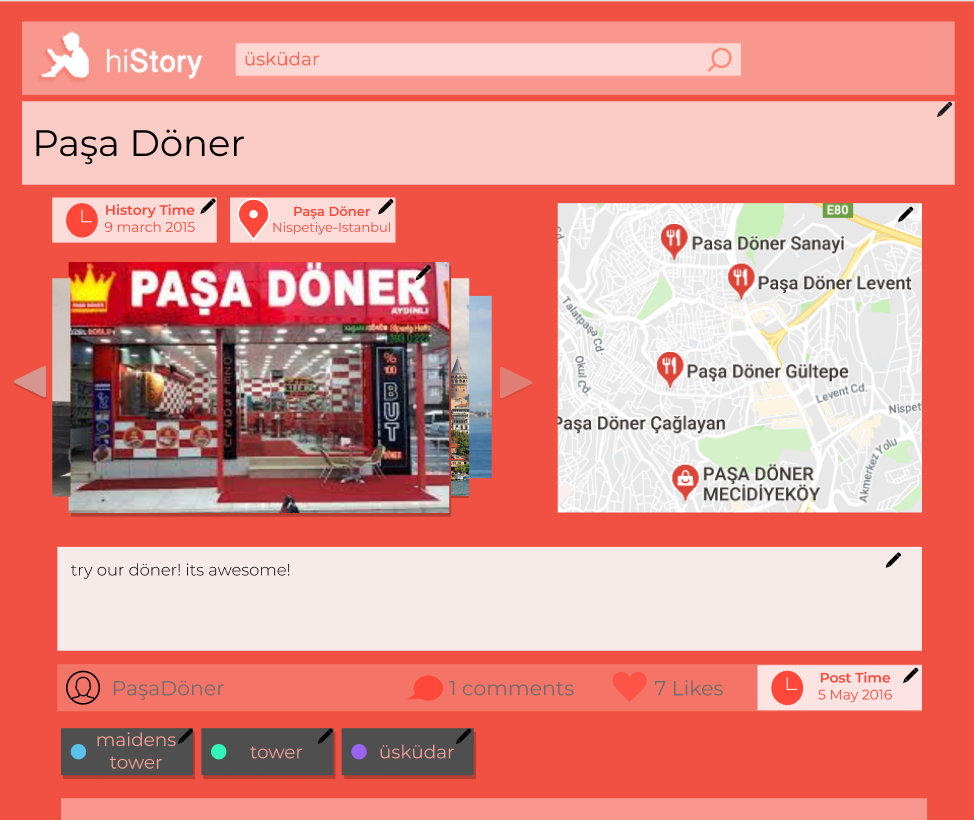 hiStory
üsküdar
Paşa Döner
History Time
9 march 2015
Paşa Döner
Nispetiye-Istanbul
PAŞA DÖNER
AYDINLI
% 100
BUT
DÖNER
E80
Pasa Döner Sanayi
Paşa Döner Levent
Talatpaşa Cd.
Okul Cd.
Paşa Döner Gültepe
Levent Cd.
Nispet
Paşa Döner Çağlayan
Akmerkez Yolu
PAŞA DÖNER
MECİDİYEKÖY
try our döner! its awesome!
PaşaDöner
1 comments
7 Likes
Post Time
5 May 2016
maidens
tower
tower
üsküdar